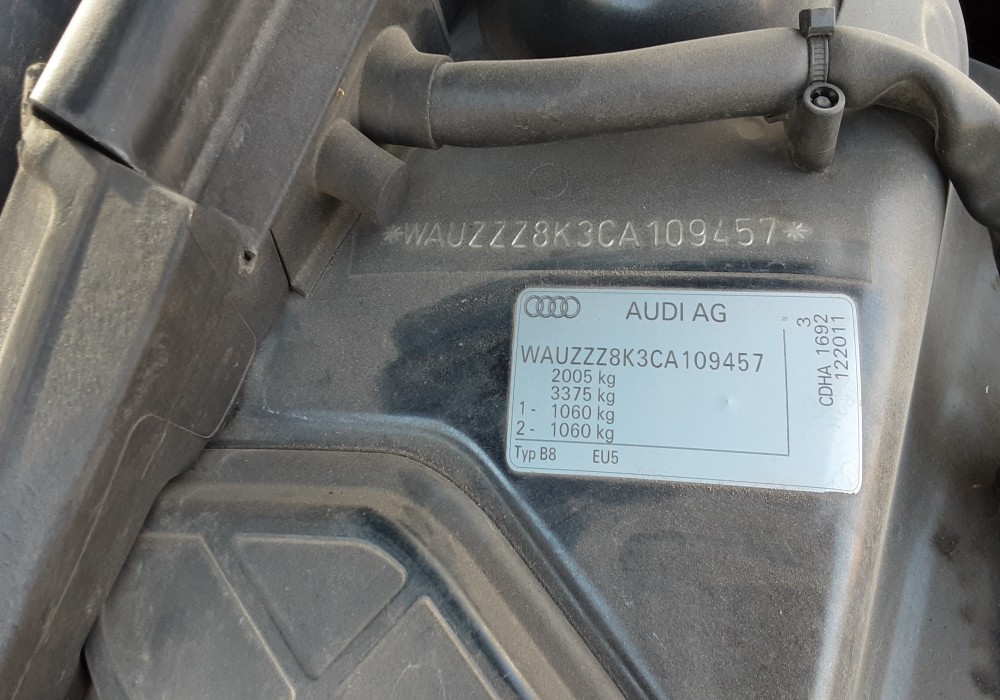 *WAUZZZ8K3CA109457*
AUDI AG
WAUZZZ8K3CA109457
2005 kg
3375 kg
1- 1060 kg
2- 1060 kg
Typ B8 EU5
3
CDHA 1692
122011